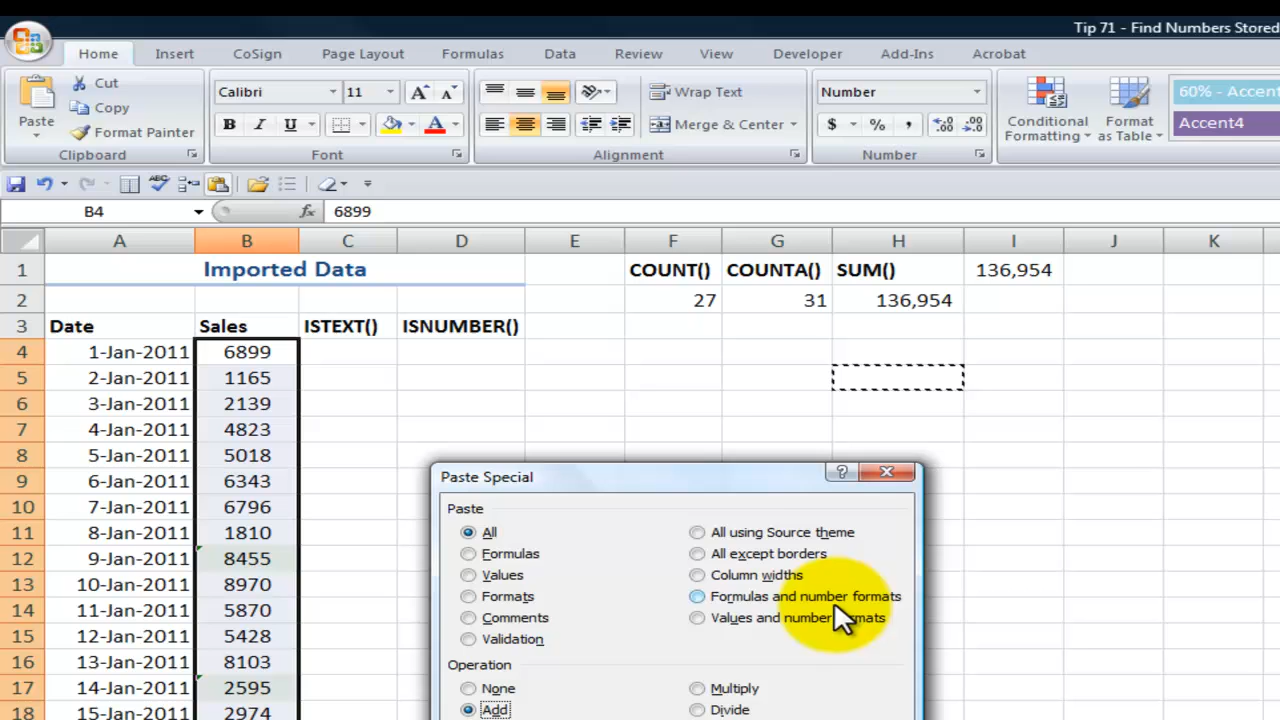 Tip 71 - Find Numbers Stored
Home Insert CoSign Page Layout Formulas Data Review View Developer Add-Ins Acrobat
Paste Cut Copy Format Painter
Calibri 11 A A Wrap Text Number
B I U A Merge & Center $ % ,
Conditional Formatting Format as Table 60% - Accent Accent4
Clipboard Font Alignment Number
B4 fx 6899
A B C D E F G H I J K
1 Imported Data COUNT() COUNTA() SUM() 136,954
2 27 31 136,954
3 Date Sales ISTEXT() ISNUMBER()
4 1-Jan-2011 6899
5 2-Jan-2011 1165
6 3-Jan-2011 2139
7 4-Jan-2011 4823
8 5-Jan-2011 5018
9 6-Jan-2011 6343
10 7-Jan-2011 6796
11 8-Jan-2011 1810
12 9-Jan-2011 8455
13 10-Jan-2011 8970
14 11-Jan-2011 5870
15 12-Jan-2011 5428
16 13-Jan-2011 8103
17 14-Jan-2011 2595
18 15-Jan-2011 2974
Paste Special
Paste
All All using Source theme
Formulas All except borders
Values Column widths
Formats Formulas and number formats
Comments Values and number formats
Validation
Operation
None Multiply
Add Divide